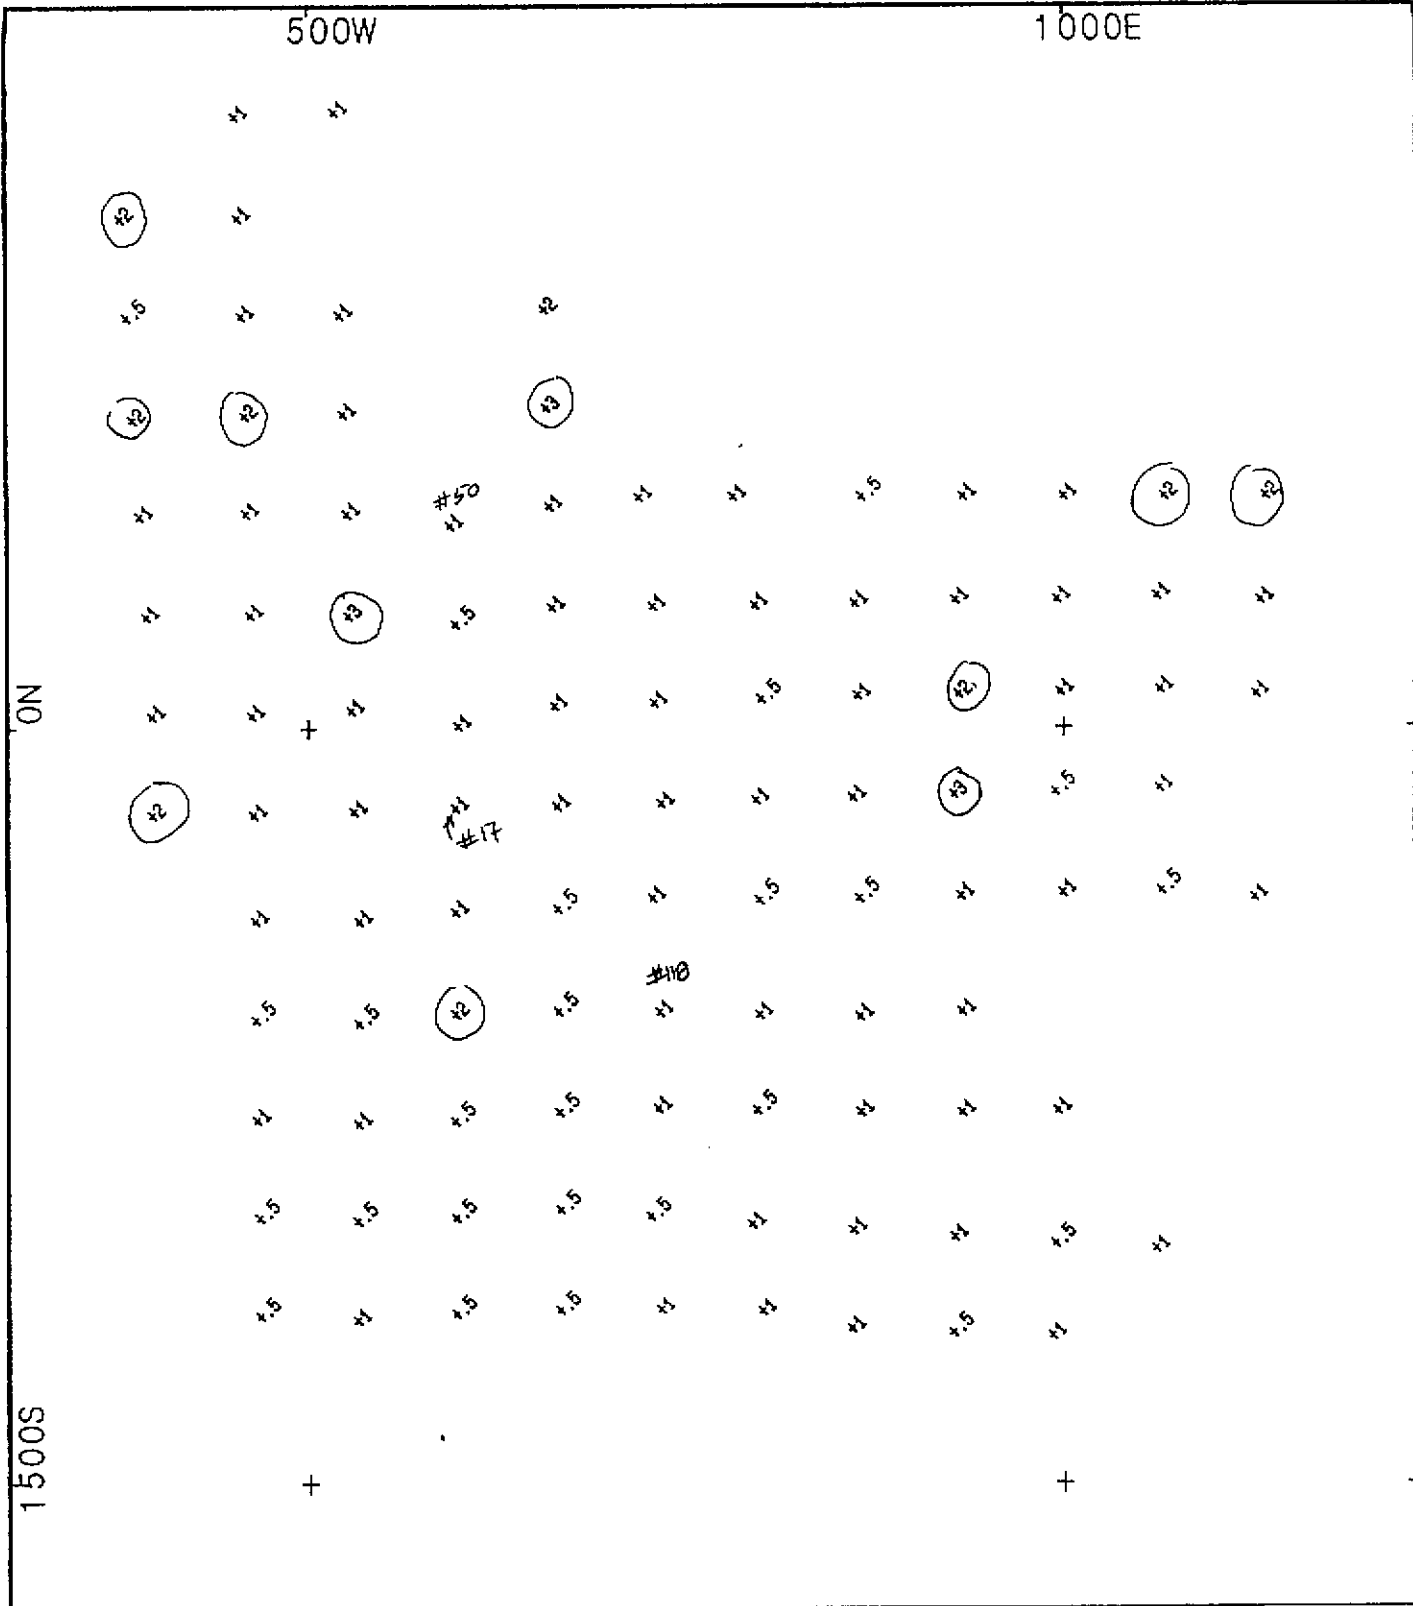 500W 1000E
+1 +1
+2 +1
+.5 +1 +1 +2
+2 +2 +1 +3
#50
+1 +1 +1 +1 +1 +1 +1 +.5 +1 +1 +2 +2
+1 +1 +3 +.5 +1 +1 +1 +1 +1 +1 +1 +1
0N
+1 +1 +1 +1 +1 +1 +.5 +1 +2 +1 +1 +1
+ +
+2 +1 +1 +1 +1 +1 +1 +1 +3 +.5 +1
#17
+1 +1 +1 +.5 +1 +.5 +.5 +1 +1 +.5 +1
#118
+.5 +.5 +2 +.5 +1 +1 +1 +1
+1 +1 +.5 +.5 +1 +.5 +1 +1 +1
+.5 +.5 +.5 +.5 +.5 +1 +1 +1 +.5 +1
+.5 +1 +.5 +.5 +1 +1 +1 +.5 +1
1500S
+ +